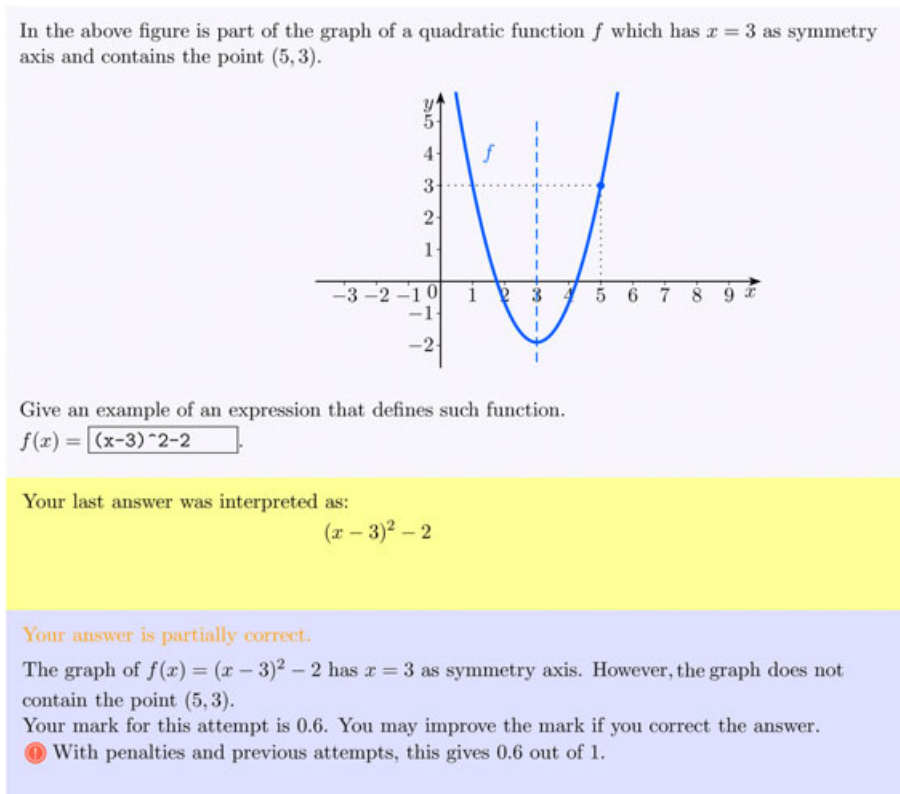 In the above figure is part of the graph of a quadratic function f which has x = 3 as symmetry
axis and contains the point (5, 3).
y
5
4
f
3
2
1
−3 −2 −1 0 1 2 3 4 5 6 7 8 9 x
−1
−2
Give an example of an expression that defines such function.
f(x) = (x-3)^2-2.
Your last answer was interpreted as:
(x − 3)² − 2
Your answer is partially correct.
The graph of f(x) = (x − 3)² − 2 has x = 3 as symmetry axis. However, the graph does not
contain the point (5, 3).
Your mark for this attempt is 0.6. You may improve the mark if you correct the answer.
! With penalties and previous attempts, this gives 0.6 out of 1.